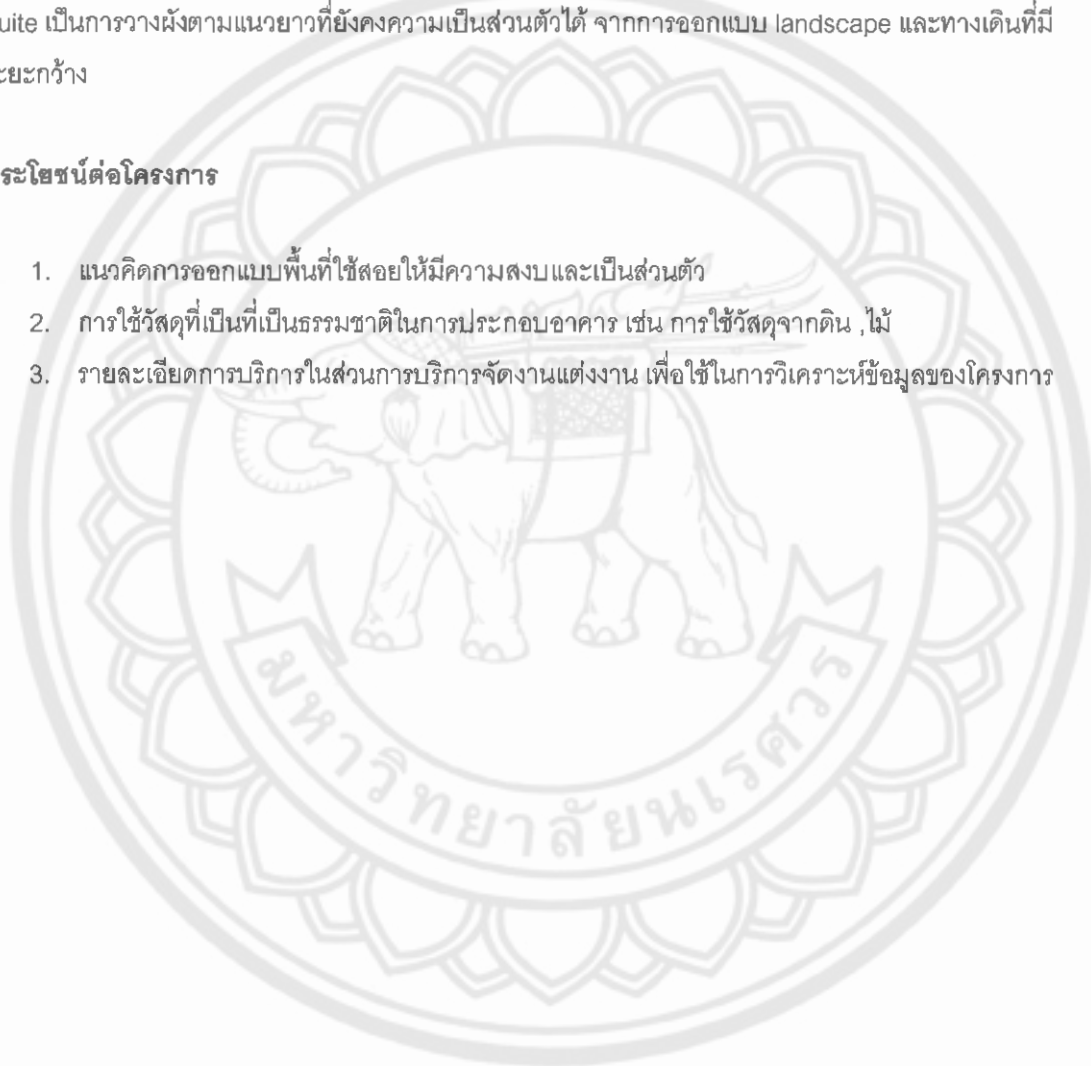 uite เป็นการวางผังตามแนวยาวที่ยังคงความเป็นส่วนตัวได้ จากการออกแบบ landscape และทางเดินที่มี
ะยะกว้าง
ระโยชน์ต่อโครงการ
1. แนวคิดการออกแบบพื้นที่ใช้สอยให้มีความสงบและเป็นส่วนตัว
2. การใช้วัสดุที่เป็นที่เป็นธรรมชาติในการประกอบอาคาร เช่น การใช้วัสดุจากดิน ,ไม้
3. รายละเอียดการบริการในส่วนการบริการจัดงานแต่งงาน เพื่อใช้ในการวิเคราะห์ข้อมูลของโครงการ
มหาวิทยาลัยนเรศวร